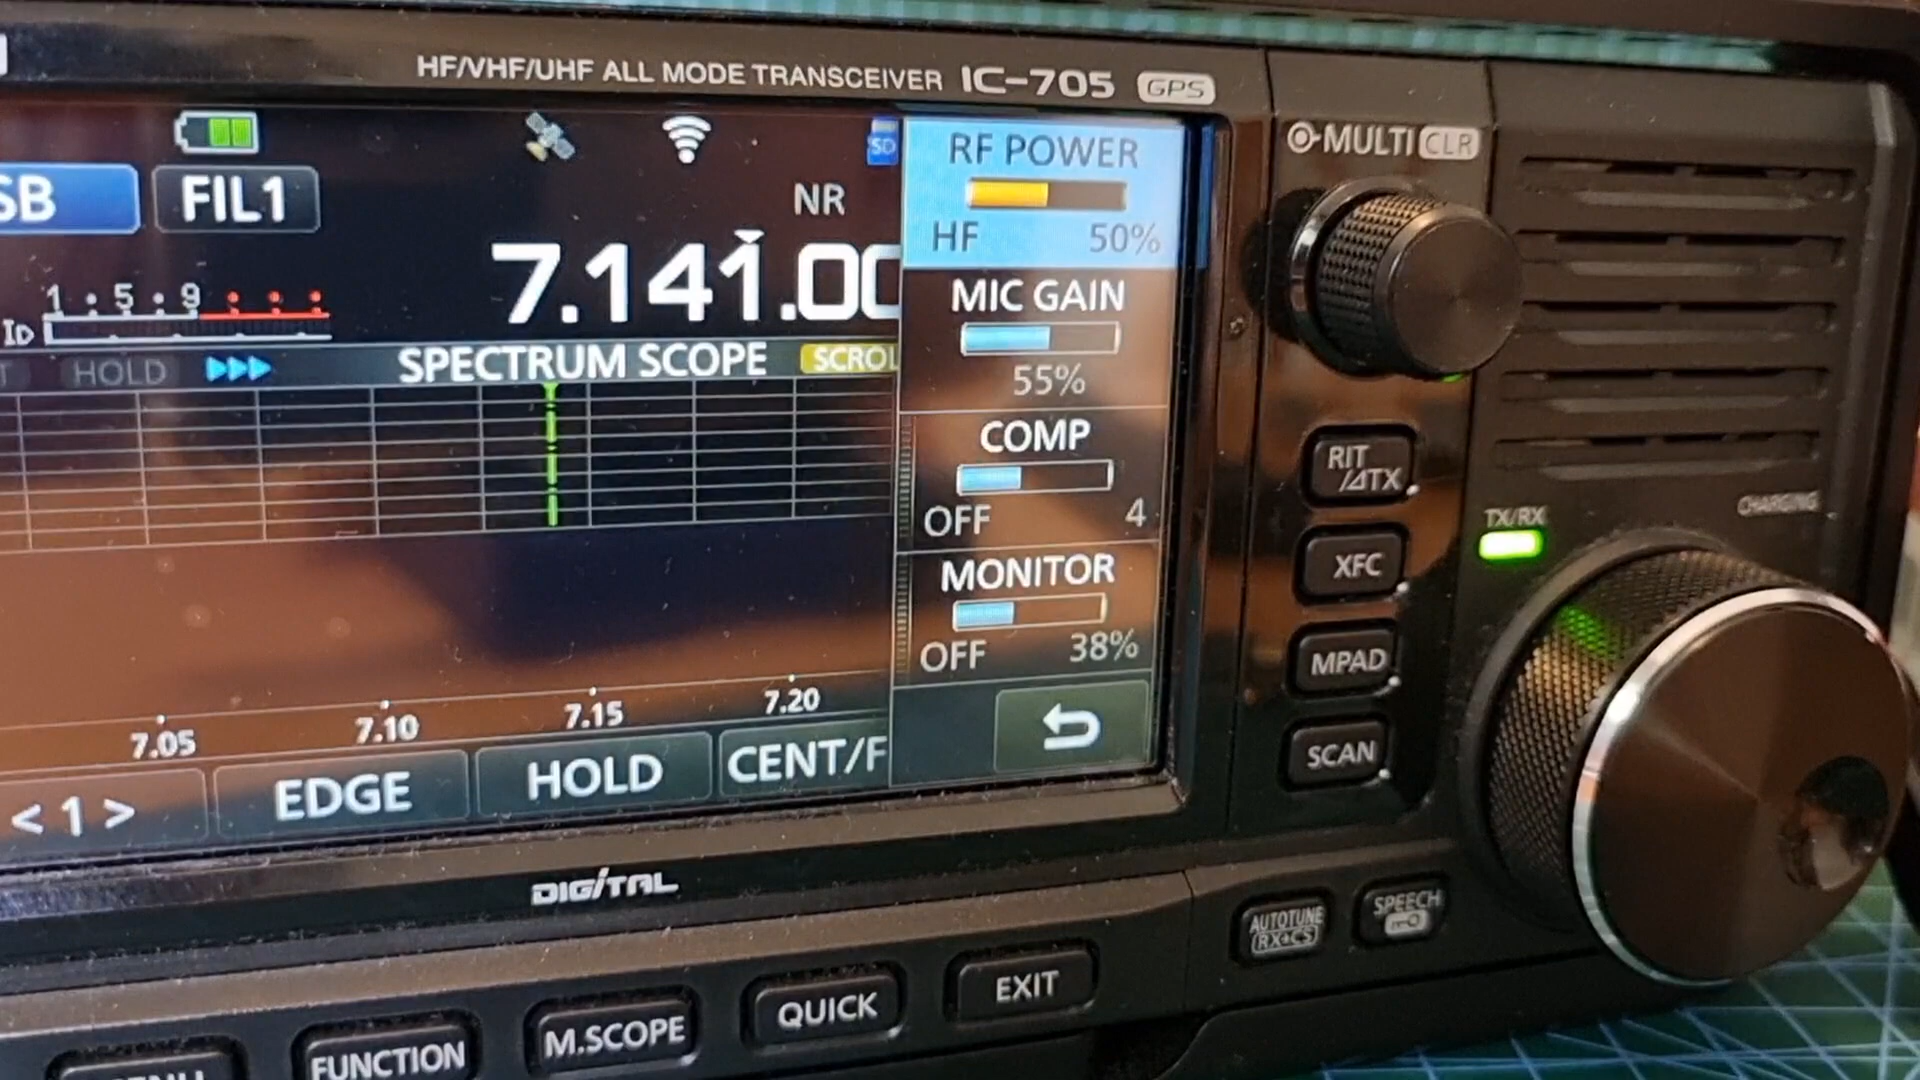 HF/VHF/UHF ALL MODE TRANSCEIVER IC-705 GPS
SB FIL1
NR
SD
7.141.00
1 · 5 · 9
ID
HOLD SPECTRUM SCOPE SCROL
7.05 7.10 7.15 7.20
< 1 > EDGE HOLD CENT/F
RF POWER
HF 50%
MIC GAIN
55%
COMP
OFF 4
MONITOR
OFF 38%
MULTI CLR
RIT
/⊿TX
XFC
MPAD
SCAN
TX/RX
CHARGING
DIGITAL
AUTOTUNE
RX→CS
SPEECH
FUNCTION M.SCOPE QUICK EXIT